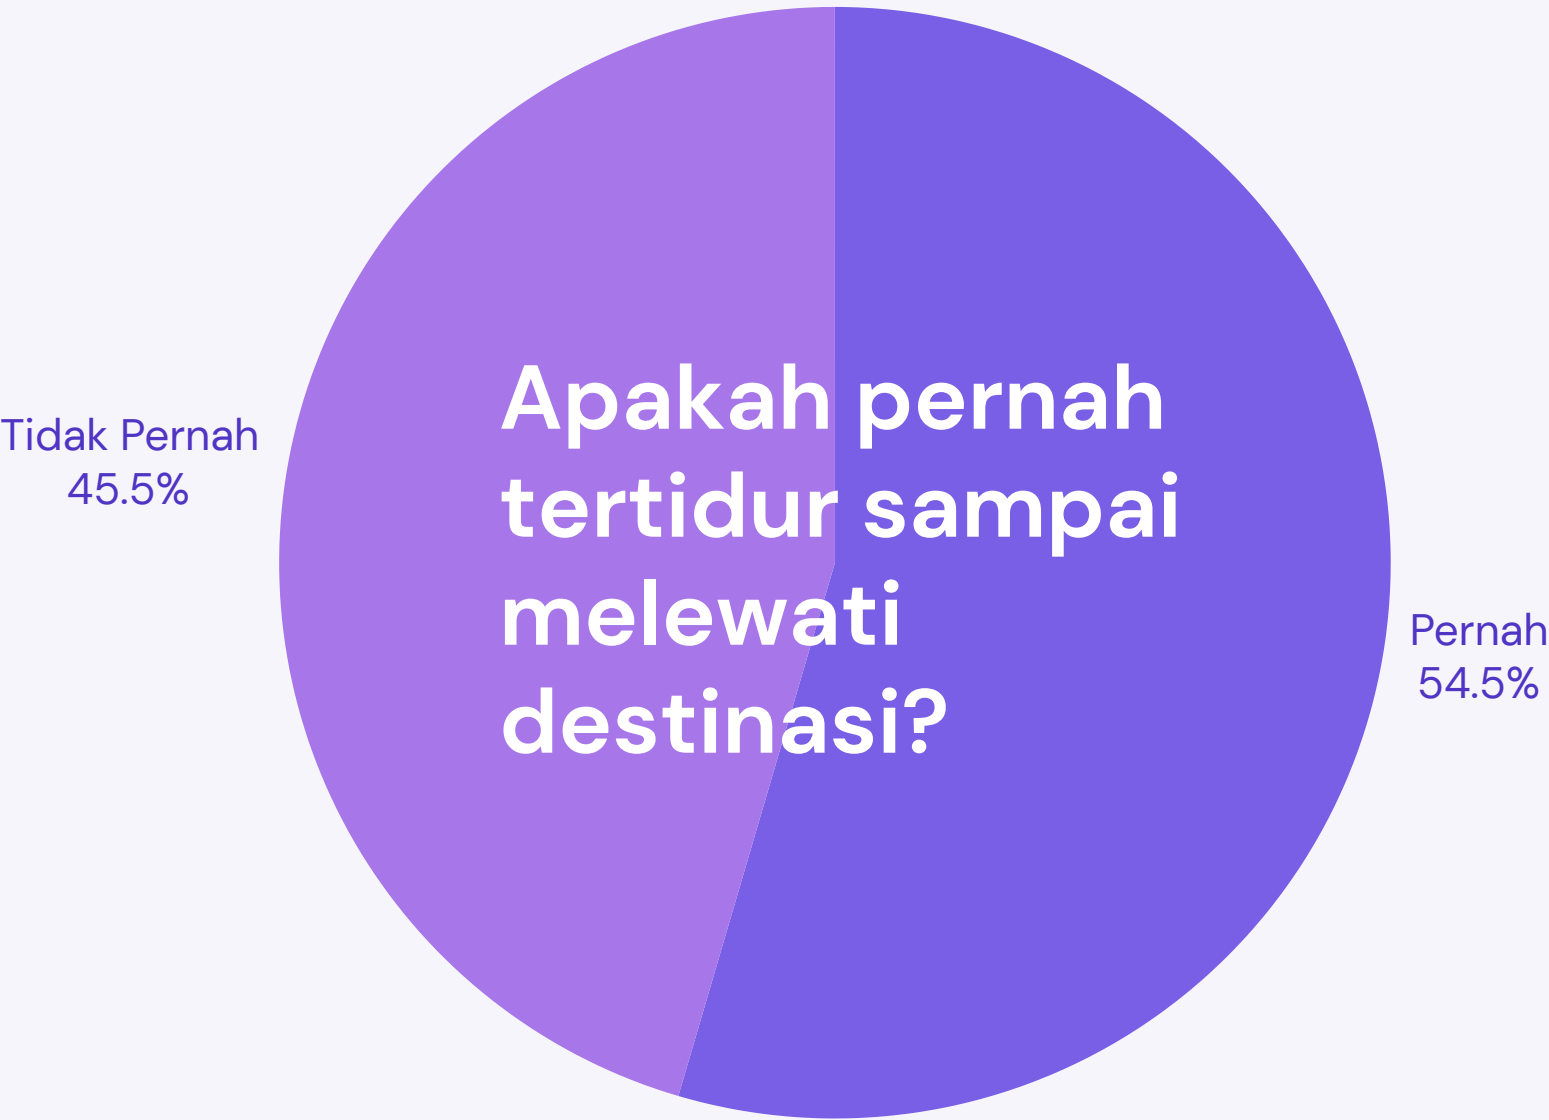 Apakah pernah
tertidur sampai
melewati
destinasi?
Tidak Pernah
45.5%
Pernah
54.5%